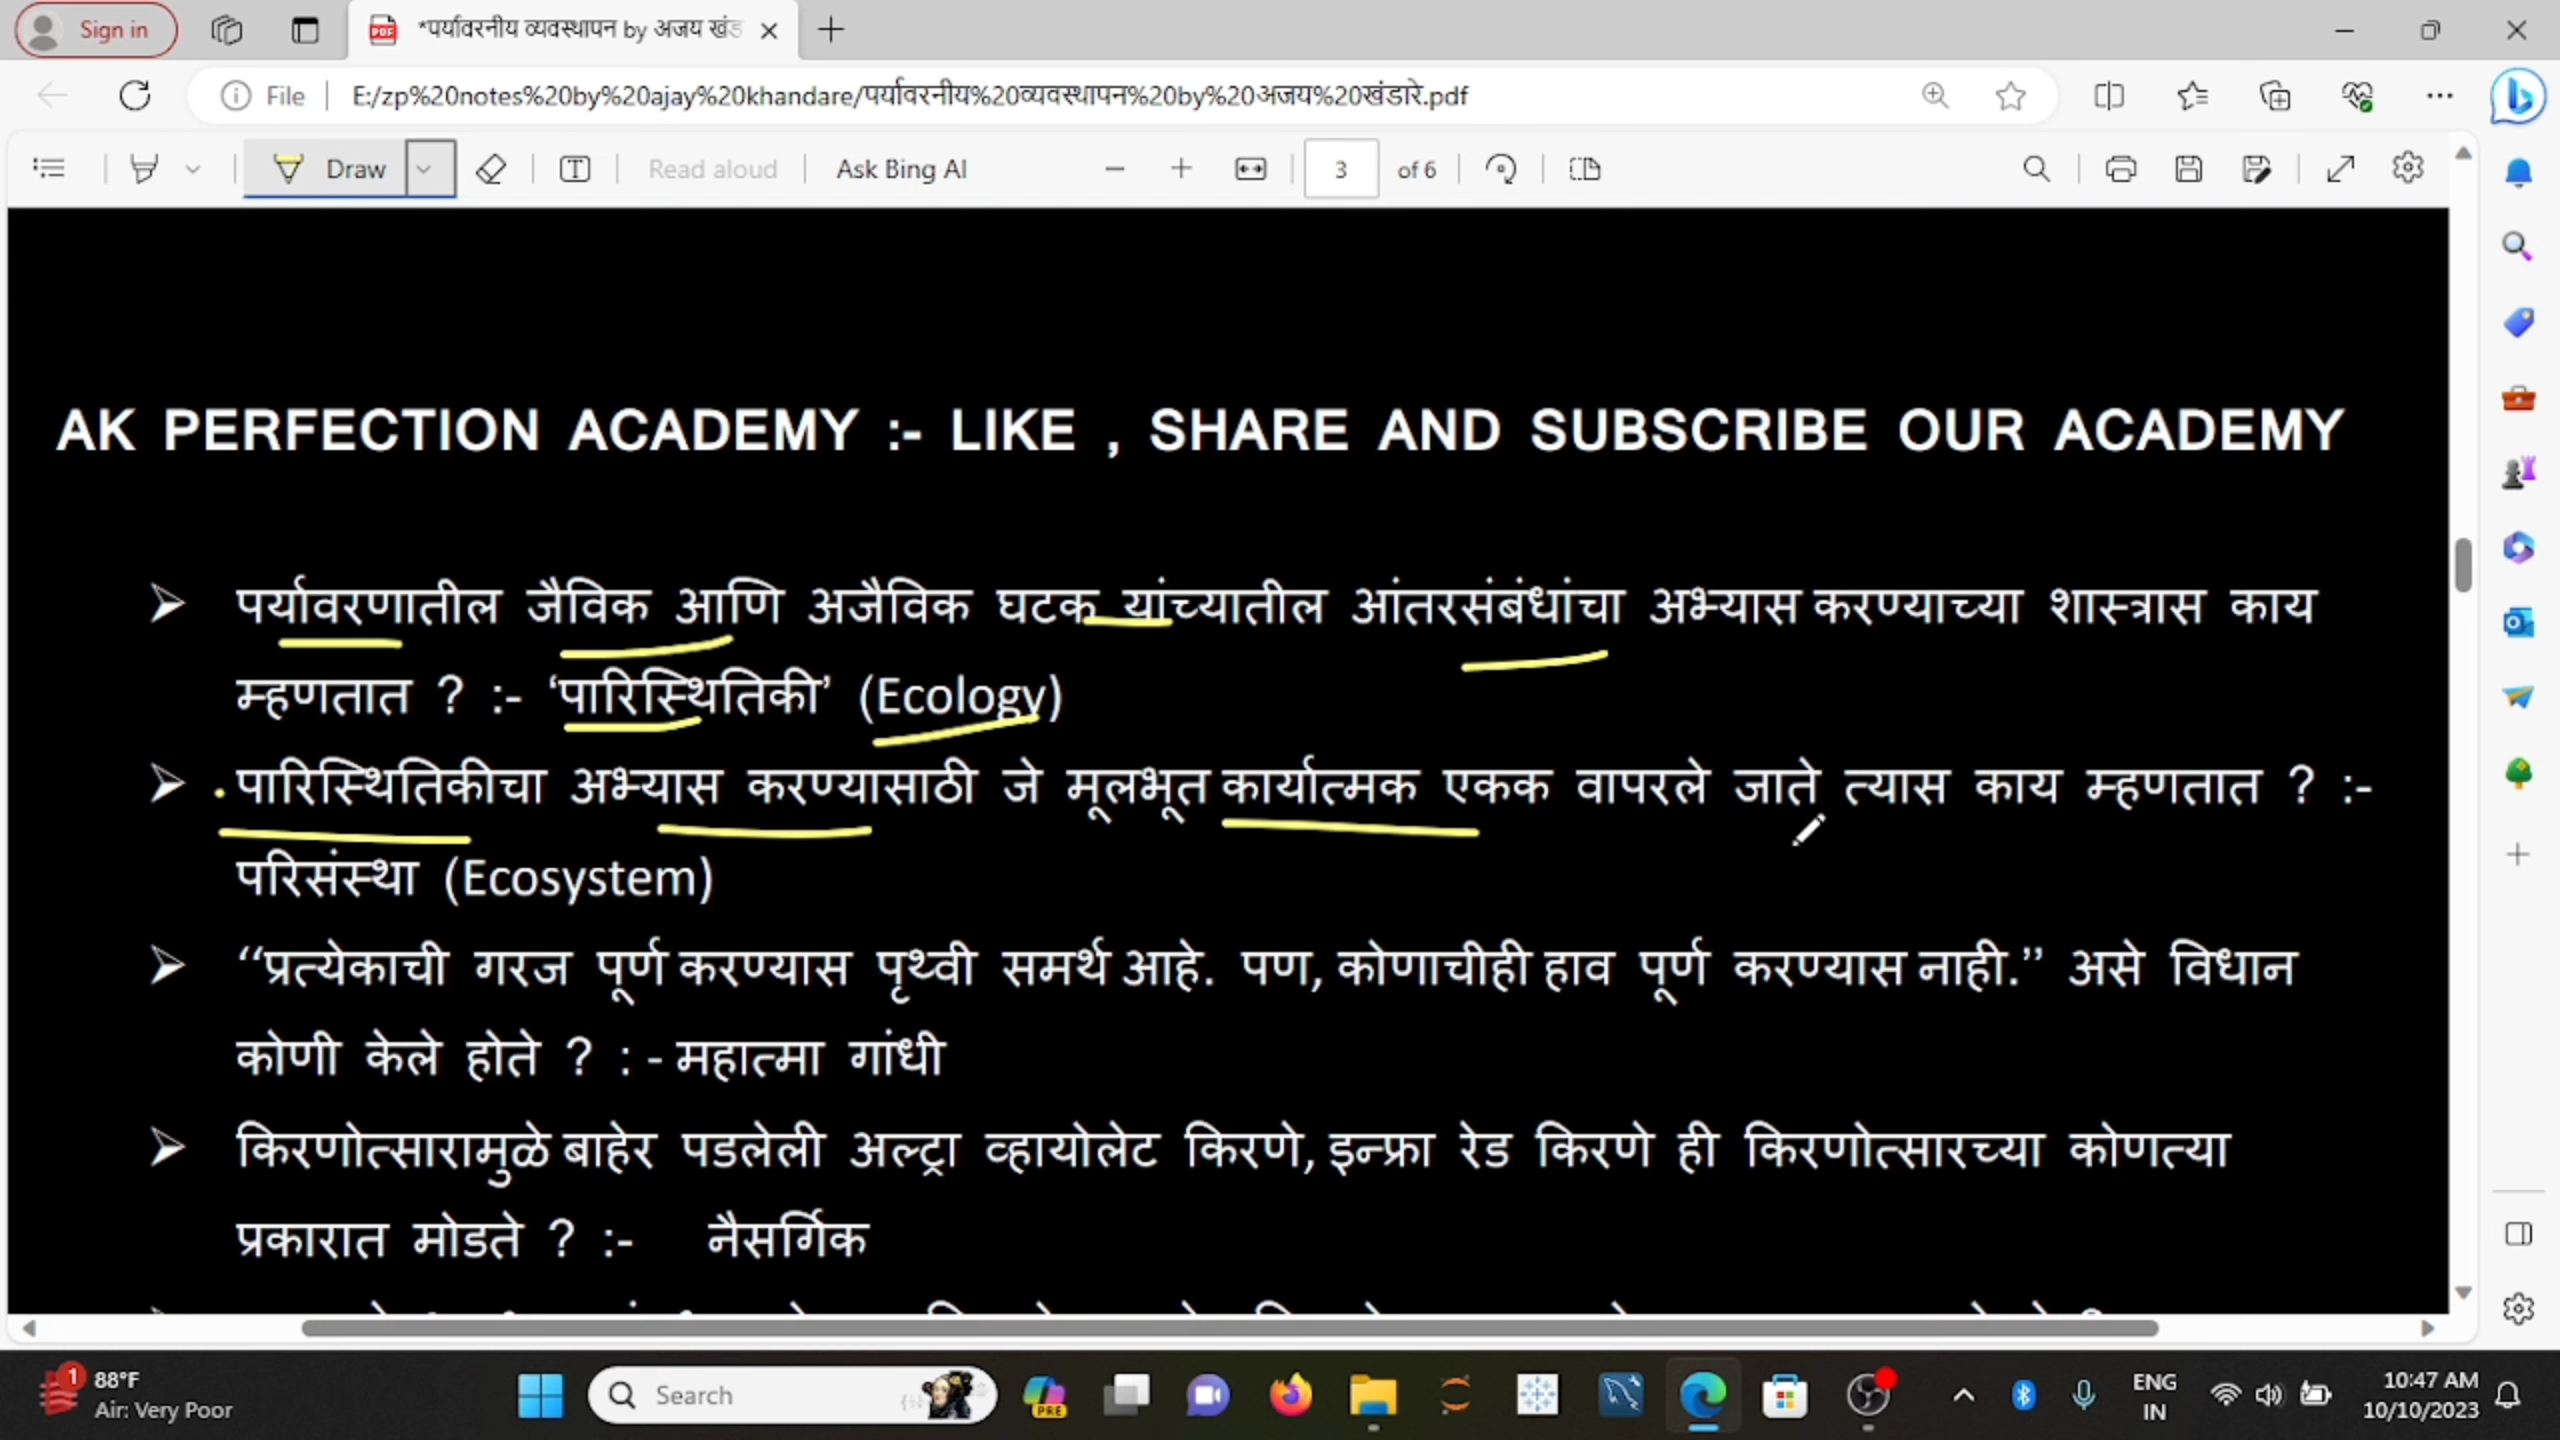 Sign in
*पर्यावरनीय व्यवस्थापन by अजय खंड
File
E:/zp%20notes%20by%20ajay%20khandare/पर्यावरनीय%20व्यवस्थापन%20by%20अजय%20खंडारे.pdf
Draw
Read aloud
Ask Bing AI
3 of 6
AK PERFECTION ACADEMY :- LIKE , SHARE AND SUBSCRIBE OUR ACADEMY
➢ पर्यावरणातील जैविक आणि अजैविक घटक यांच्यातील आंतरसंबंधांचा अभ्यास करण्याच्या शास्त्रास काय
म्हणतात ? :- ‘पारिस्थितिकी’ (Ecology)
➢ पारिस्थितिकीचा अभ्यास करण्यासाठी जे मूलभूत कार्यात्मक एकक वापरले जाते त्यास काय म्हणतात ? :-
परिसंस्था (Ecosystem)
➢ “प्रत्येकाची गरज पूर्ण करण्यास पृथ्वी समर्थ आहे. पण, कोणाचीही हाव पूर्ण करण्यास नाही.” असे विधान
कोणी केले होते ? : - महात्मा गांधी
➢ किरणोत्सारामुळे बाहेर पडलेली अल्ट्रा व्हायोलेट किरणे, इन्फ्रा रेड किरणे ही किरणोत्सारच्या कोणत्या
प्रकारात मोडते ? :- नैसर्गिक
1
88°F
Air: Very Poor
Search
PRE
ENG
IN
10:47 AM
10/10/2023